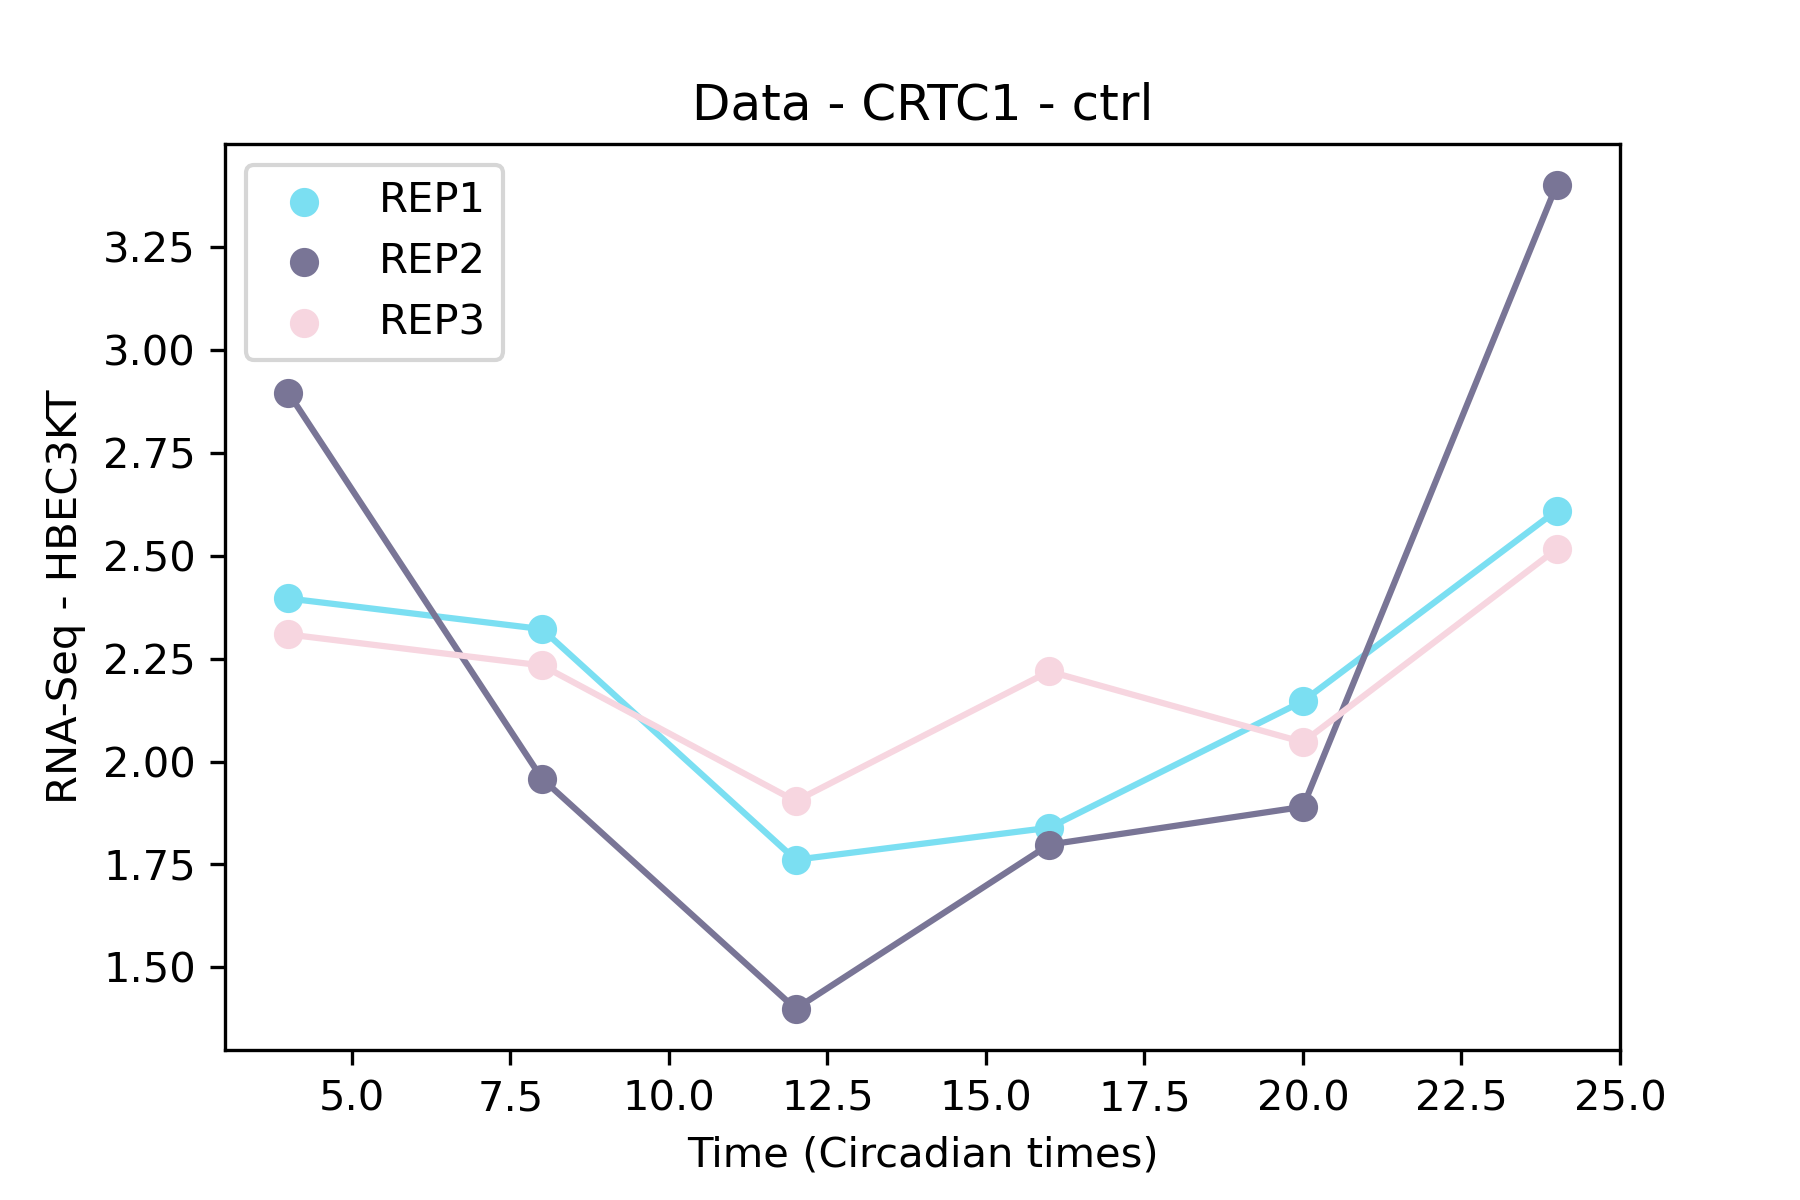 Data - CRTC1 - ctrl
REP1
REP2
REP3
RNA-Seq - HBEC3KT
3.25
3.00
2.75
2.50
2.25
2.00
1.75
1.50
5.0 7.5 10.0 12.5 15.0 17.5 20.0 22.5 25.0
Time (Circadian times)